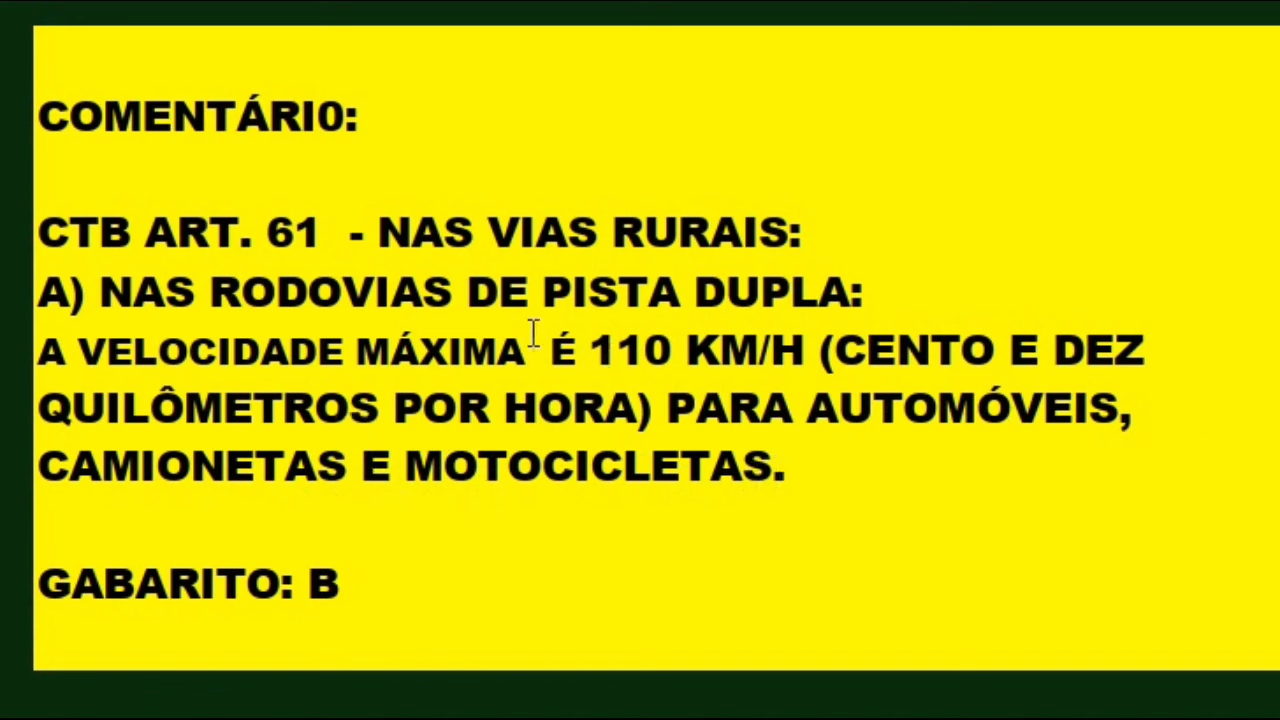 COMENTÁRI0:
CTB ART. 61 - NAS VIAS RURAIS:
A) NAS RODOVIAS DE PISTA DUPLA:
A VELOCIDADE MÁXIMA É 110 KM/H (CENTO E DEZ
QUILÔMETROS POR HORA) PARA AUTOMÓVEIS,
CAMIONETAS E MOTOCICLETAS.
GABARITO: B